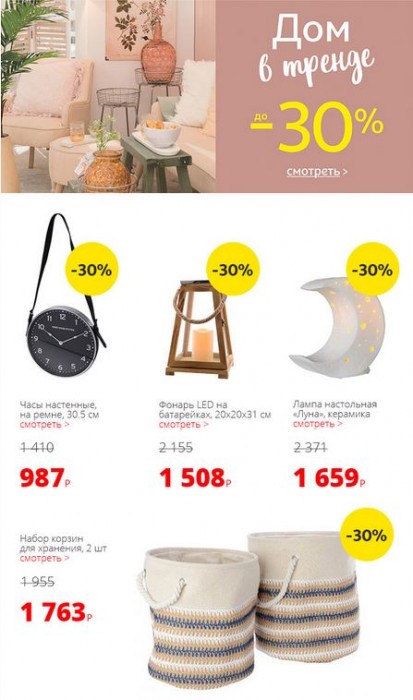 Дом
в тренде
до
-30%
смотреть >
-30%
-30%
-30%
Часы настенные,
на ремне, 30.5 см
смотреть >
1 410
987 Р
Фонарь LED на
батарейках, 20x20x31 см
смотреть >
2 155
1 508 Р
Лампа настольная
«Луна», керамика
смотреть >
2 371
1 659 Р
Набор корзин
для хранения, 2 шт
смотреть >
1 955
1 763 Р
-30%